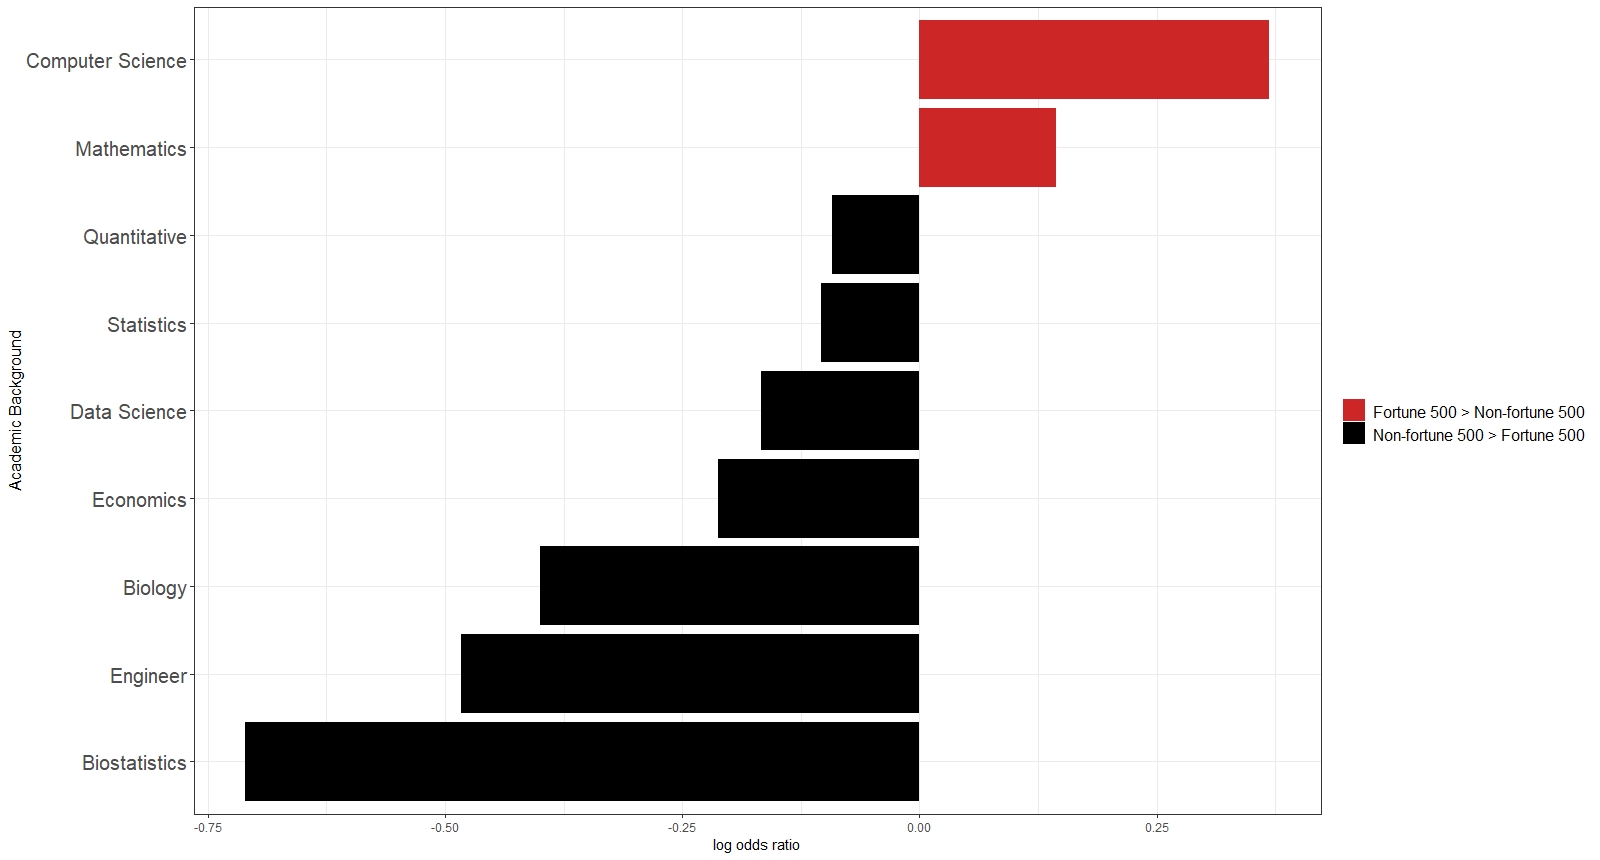 Computer Science
Mathematics
Quantitative
Statistics
Data Science
Economics
Biology
Engineer
Biostatistics
Academic Background
-0.75 -0.50 -0.25 0.00 0.25
log odds ratio
Fortune 500 > Non-fortune 500
Non-fortune 500 > Fortune 500